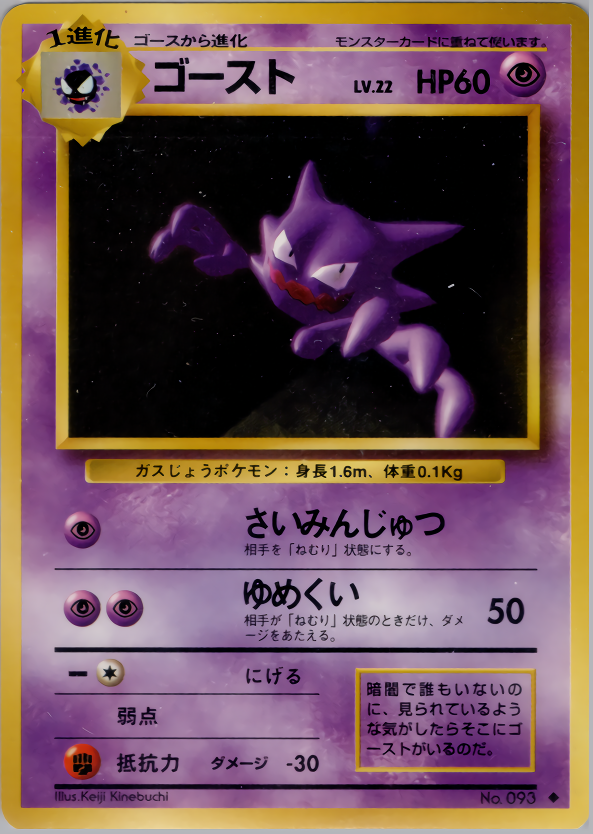 1進化 ゴースから進化 モンスターカードに重ねて使います。
ゴースト LV.22 HP60
ガスじょうポケモン：身長1.6m、体重0.1Kg
さいみんじゅつ
相手を「ねむり」状態にする。
ゆめくい 50
相手が「ねむり」状態のときだけ、ダメ
ージをあたえる。
にげる
弱点
抵抗力 ダメージ -30
暗闇で誰もいないの
に、見られているよう
な気がしたらそこにゴ
ーストがいるのだ。
Illus.Keiji Kinebuchi No. 093 ◆